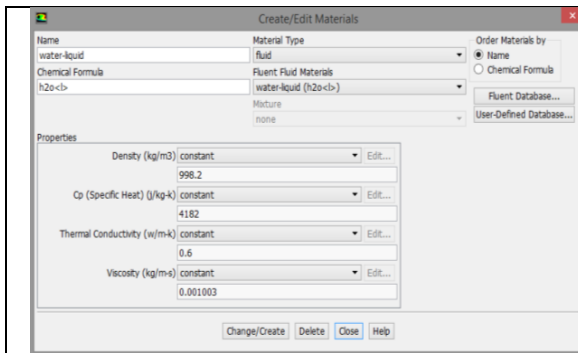 Create/Edit Materials
x
Name
Material Type
Order Materials by
water-liquid
fluid
Name
Chemical Formula
Fluent Fluid Materials
Chemical Formula
h2o<l>
water-liquid (h2o<l>)
Fluent Database...
Mixture
none
User-Defined Database...
Properties
Density (kg/m3) constant Edit...
998.2
Cp (Specific Heat) (j/kg-k) constant Edit...
4182
Thermal Conductivity (w/m-k) constant Edit...
0.6
Viscosity (kg/m-s) constant Edit...
0.001003
Change/Create Delete Close Help